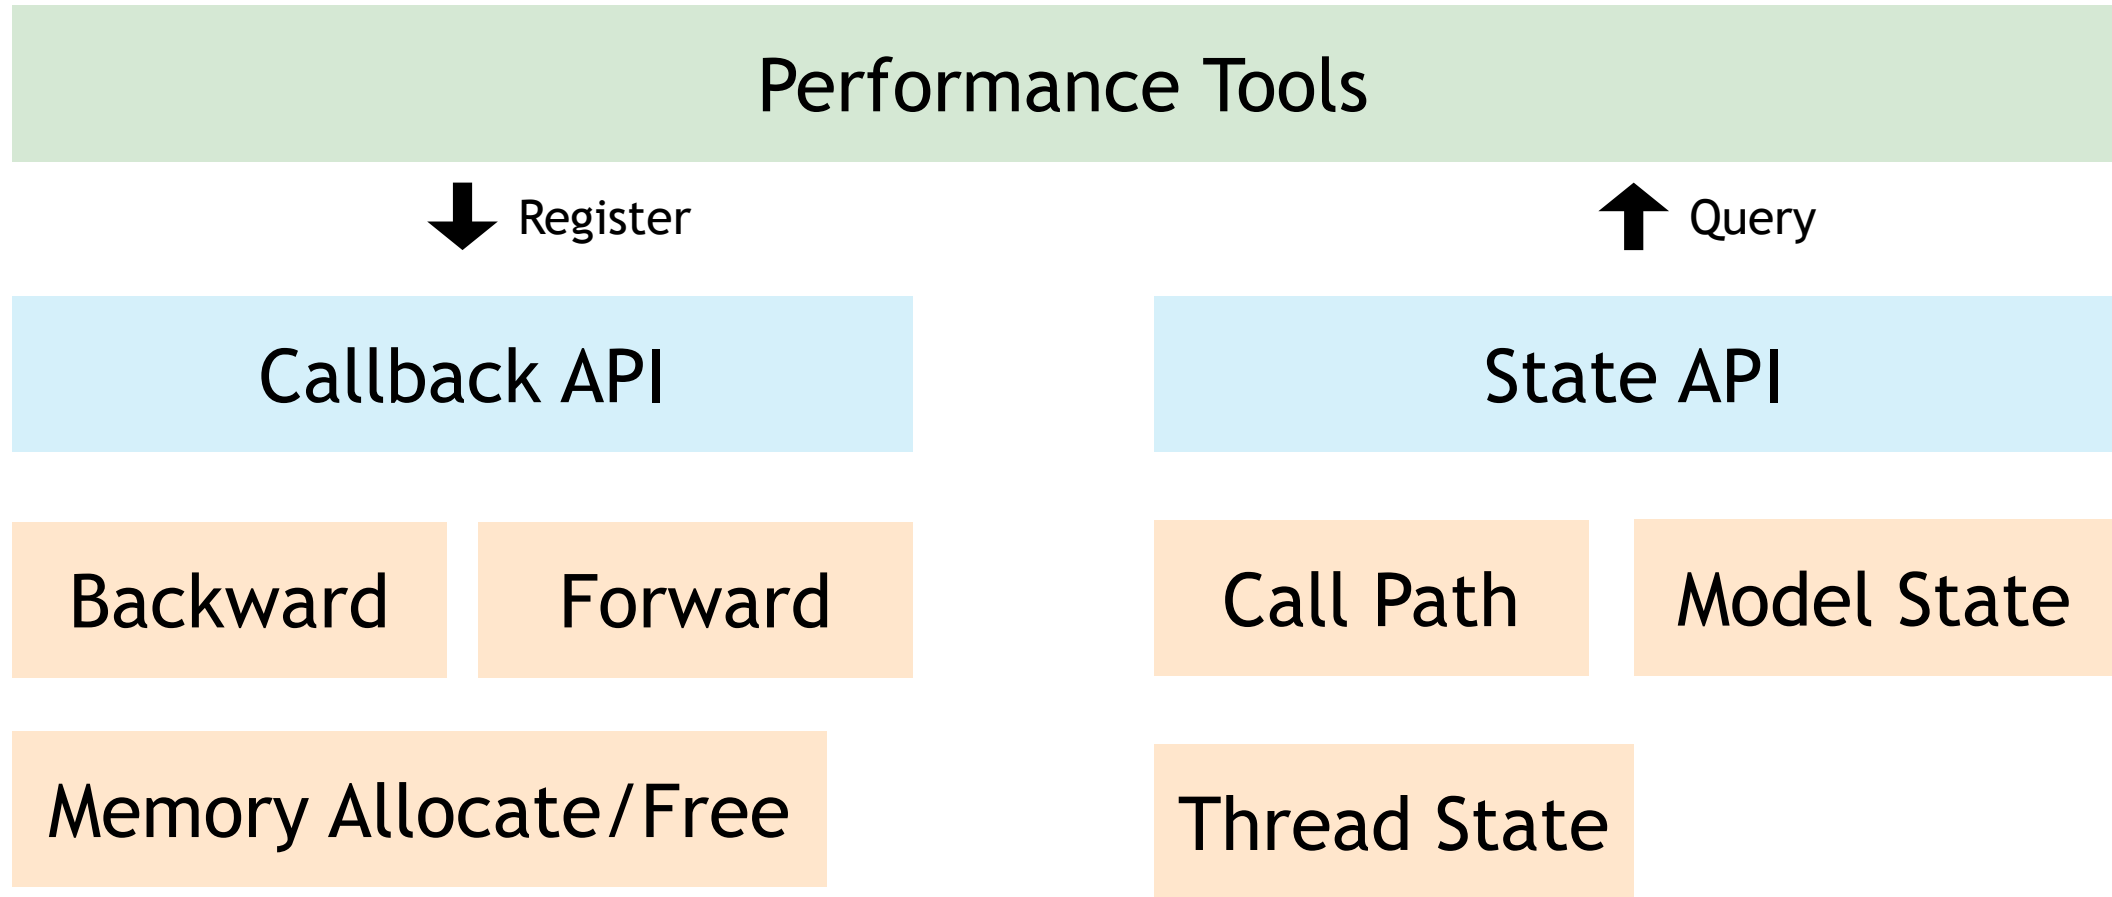 Performance Tools
Register
Query
Callback API
State API
Backward
Forward
Call Path
Model State
Memory Allocate/Free
Thread State